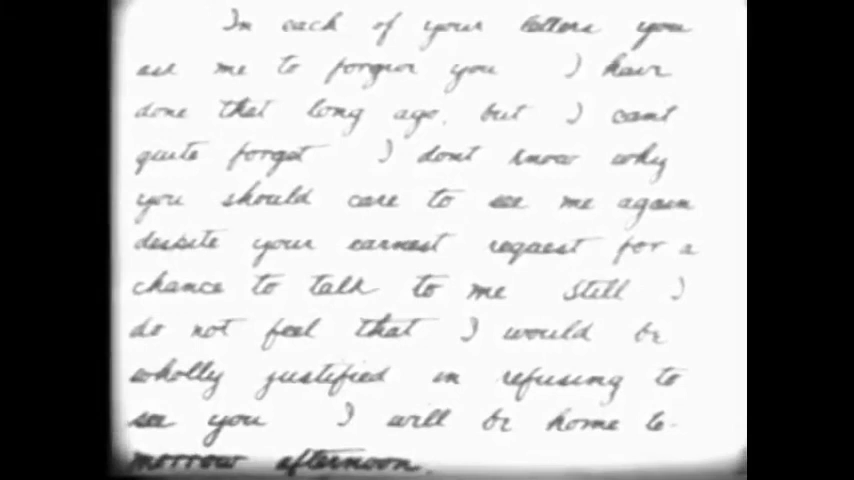 In each of your letters you
ask me to forgive you I have
done that long ago, but I cant
quite forget I dont know why
you should care to see me again
despite your earnest request for a
chance to talk to me Still I
do not feel that I would be
wholly justified in refusing to
see you I will be home to-
morrow afternoon.